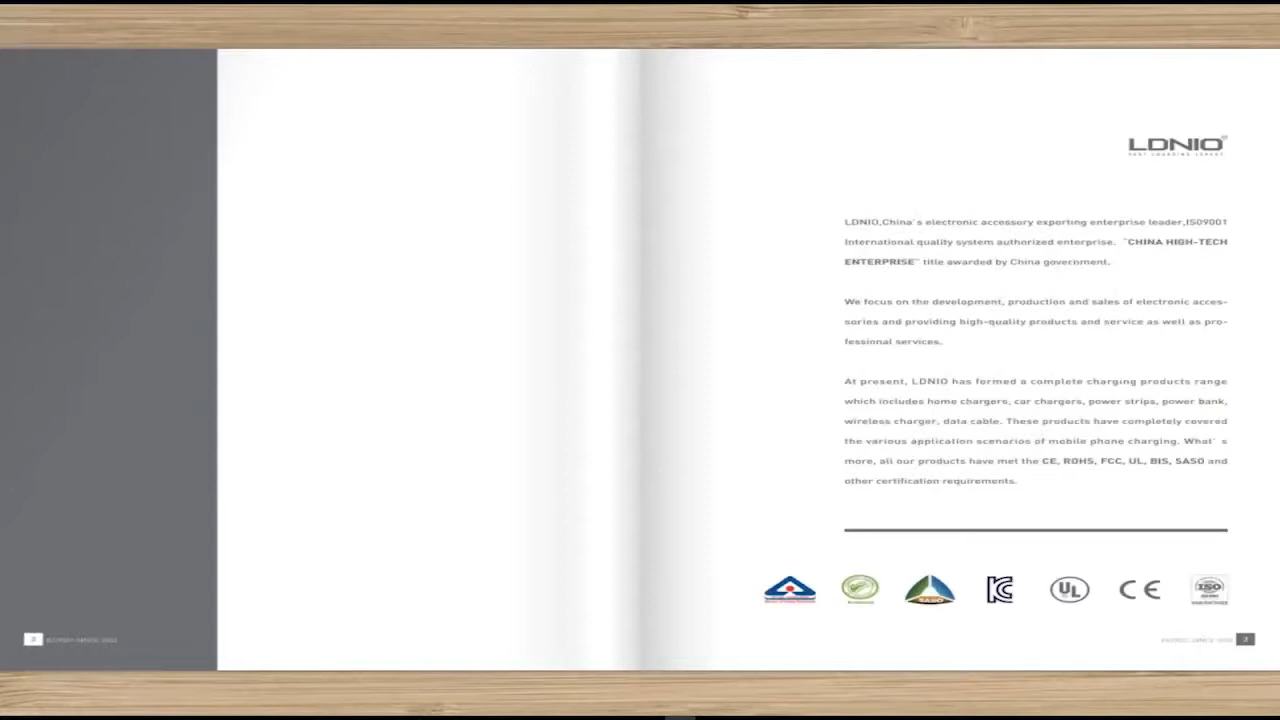 LDNIO
LDNIO,China's electronic accessory exporting enterprise leader,ISO9001
International quality system authorized enterprise. "CHINA HIGH-TECH
ENTERPRISE" title awarded by China government.
We focus on the development, production and sales of electronic acces-
sories and providing high-quality products and service as well as pro-
fessional services.
At present, LDNIO has formed a complete charging products range
which includes home chargers, car chargers, power strips, power bank,
wireless charger, data cable. These products have completely covered
the various application scenarios of mobile phone charging. What's
more, all our products have met the CE, ROHS, FCC, UL, BIS, SASO and
other certification requirements.
SASO
UL
CE
ISO